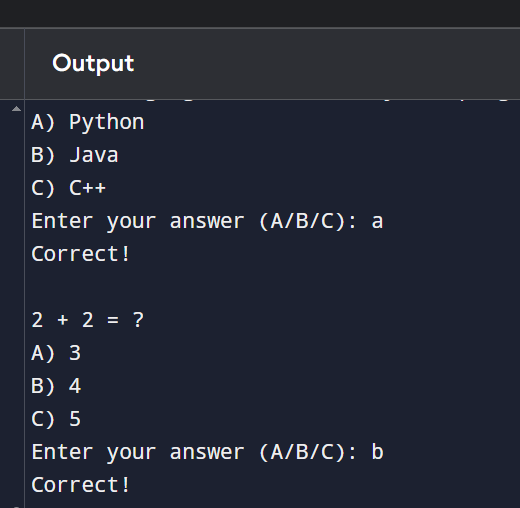 Output
A) Python
B) Java
C) C++
Enter your answer (A/B/C): a
Correct!
2 + 2 = ?
A) 3
B) 4
C) 5
Enter your answer (A/B/C): b
Correct!